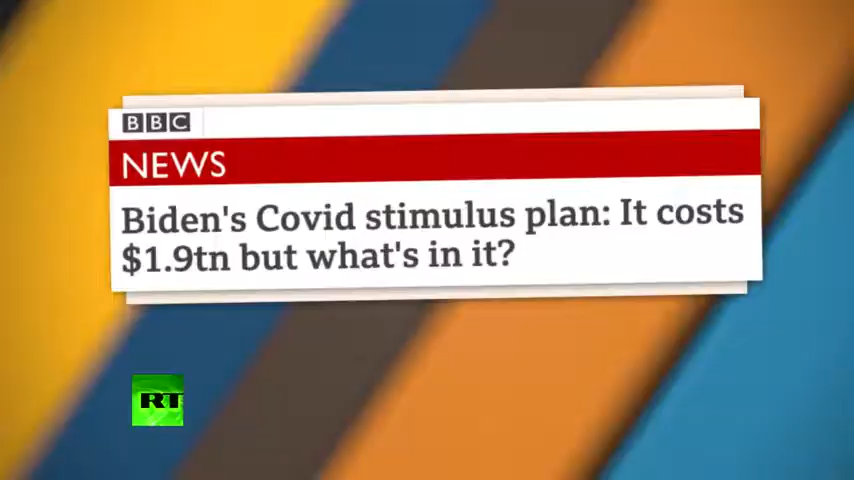 BBC
NEWS
Biden's Covid stimulus plan: It costs
$1.9tn but what's in it?
RT